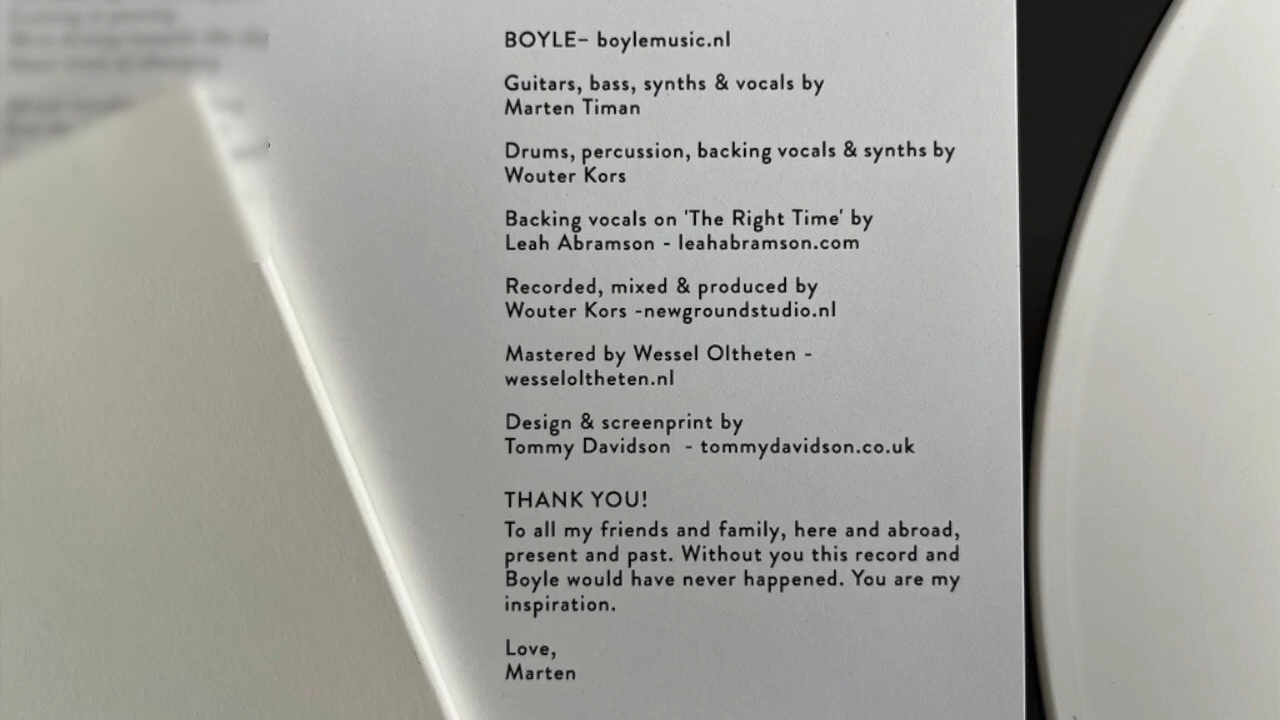 BOYLE– boylemusic.nl
Guitars, bass, synths & vocals by
Marten Timan
Drums, percussion, backing vocals & synths by
Wouter Kors
Backing vocals on 'The Right Time' by
Leah Abramson - leahabramson.com
Recorded, mixed & produced by
Wouter Kors -newgroundstudio.nl
Mastered by Wessel Oltheten -
wesseloltheten.nl
Design & screenprint by
Tommy Davidson - tommydavidson.co.uk
THANK YOU!
To all my friends and family, here and abroad,
present and past. Without you this record and
Boyle would have never happened. You are my
inspiration.
Love,
Marten